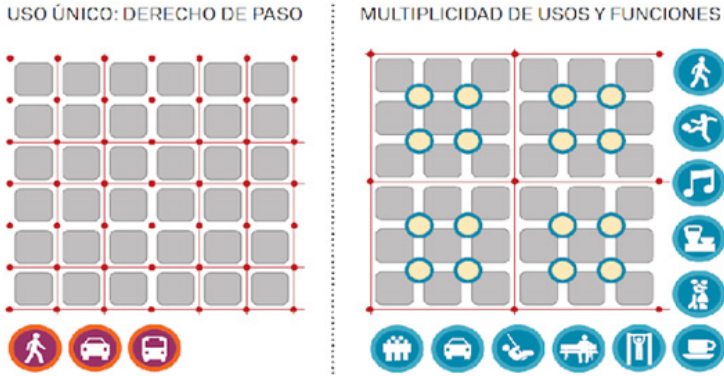 USO ÚNICO: DERECHO DE PASO
MULTIPLICIDAD DE USOS Y FUNCIONES